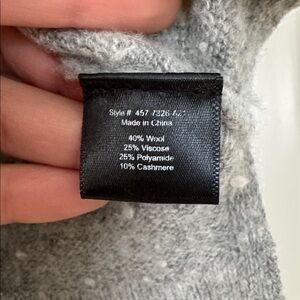 Style # 457 7326
Made in China
40% Wool
25% Viscose
25% Polyamide
10% Cashmere